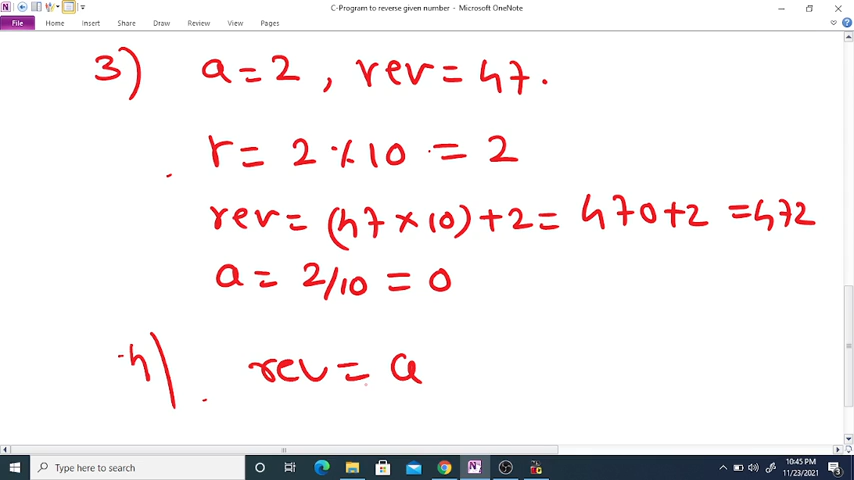 C-Program to reverse given number - Microsoft OneNote
File Home Insert Share Draw Review View Pages
3) a = 2 , rev = 47.
r = 2 % 10 = 2
rev = (47 × 10) + 2 = 470 + 2 = 472
a = 2/10 = 0
4) rev = a
Type here to search
10:45 PM
11/23/2021
3